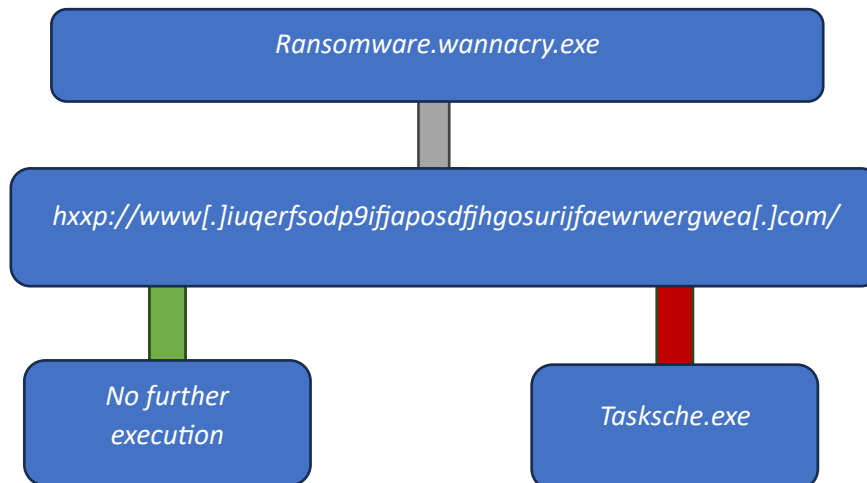 Ransomware.wannacry.exe
hxxp://www[.]iuqerfsodp9ifjaposdfjhgosurijfaewrwergwea[.]com/
No further
execution
Tasksche.exe